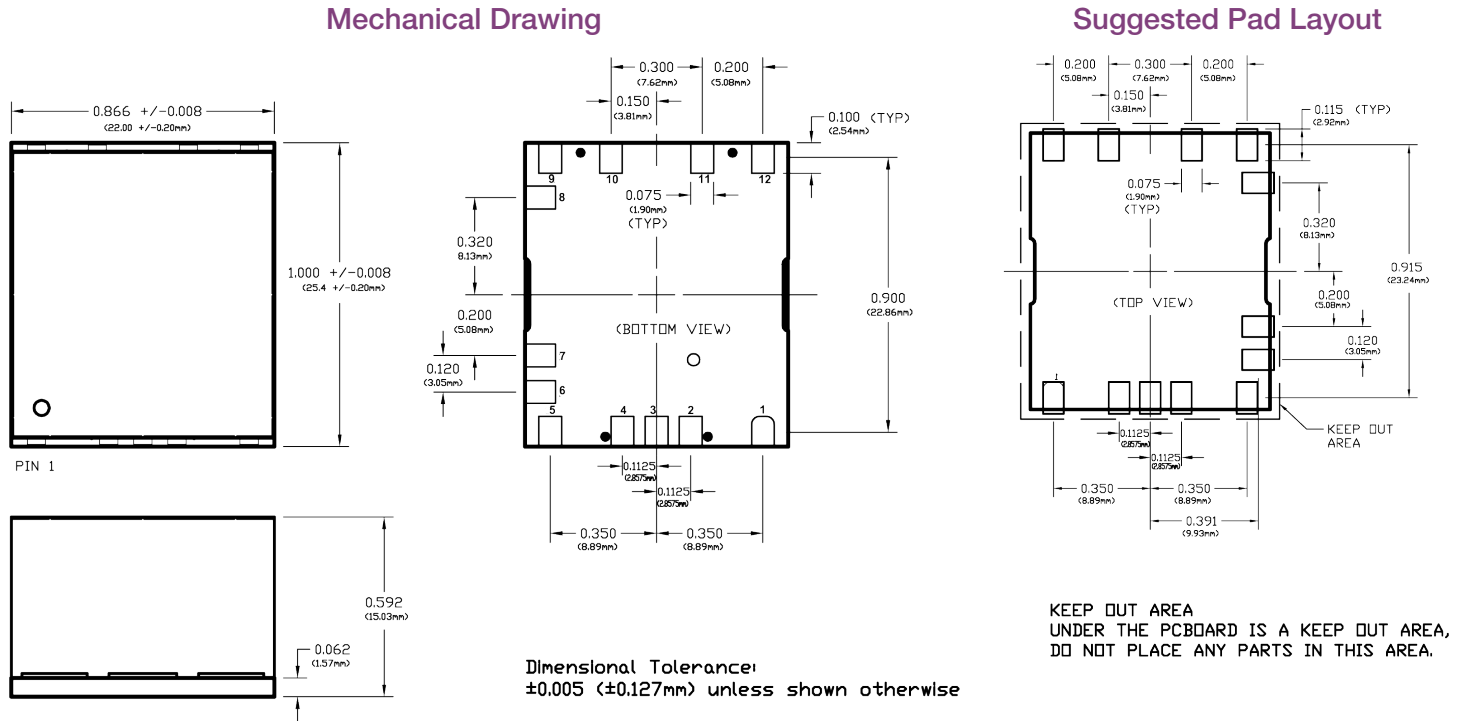 Mechanical Drawing
0.866 +/-0.008
(22.00 +/-0.20mm)
1.000 +/-0.008
(25.4 +/-0.20mm)
PIN 1
0.592
(15.03mm)
0.062
(1.57mm)
0.300
(7.62mm)
0.200
(5.08mm)
0.150
(3.81mm)
0.100 (TYP)
(2.54mm)
9
10
11
12
8
0.075
(1.90mm)
(TYP)
0.320
8.13mm)
0.900
(22.86mm)
0.200
(5.08mm)
(BOTTOM VIEW)
7
0.120
(3.05mm)
6
5
4
3
2
1
0.1125
(2.8575mm)
0.1125
(2.8575mm)
0.350
(8.89mm)
0.350
(8.89mm)
Dimensional Tolerance:
±0.005 (±0.127mm) unless shown otherwise
Suggested Pad Layout
0.200
(5.08mm)
0.300
(7.62mm)
0.200
(5.08mm)
0.150
(3.81mm)
0.115 (TYP)
(2.92mm)
0.075
(1.90mm)
(TYP)
0.320
(8.13mm)
0.915
(23.24mm)
0.200
(5.08mm)
(TOP VIEW)
0.120
(3.05mm)
1
KEEP OUT
AREA
0.1125
(2.8575mm)
0.1125
(2.8575mm)
0.350
(8.89mm)
0.350
(8.89mm)
0.391
(9.93mm)
KEEP OUT AREA
UNDER THE PCBOARD IS A KEEP OUT AREA,
DO NOT PLACE ANY PARTS IN THIS AREA.